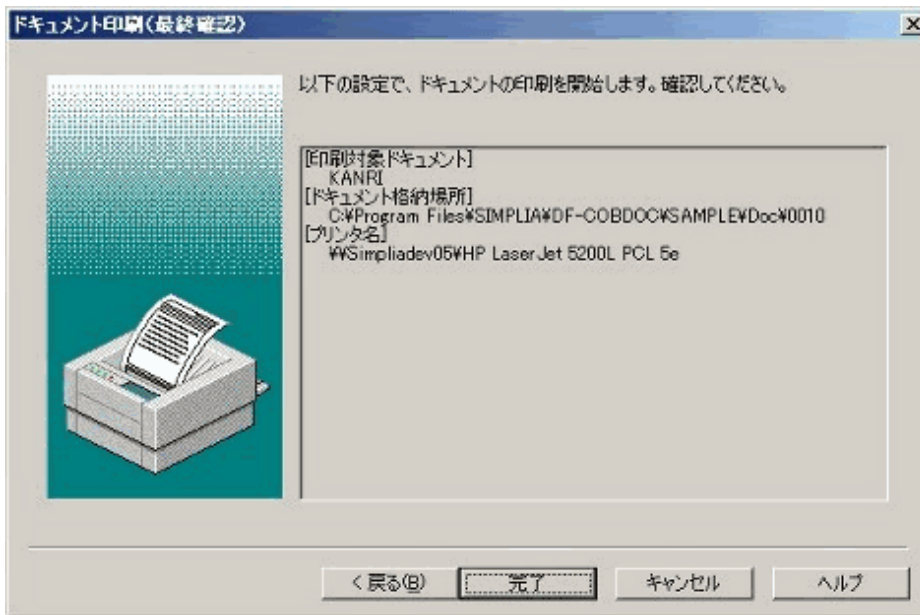 ドキュメント印刷(最終確認)
以下の設定で、ドキュメントの印刷を開始します。確認してください。
[印刷対象ドキュメント]
KANRI
[ドキュメント格納場所]
C:¥Program Files¥SIMPLIA¥DF-COBDOC¥SAMPLE¥Doc¥0010
[プリンタ名]
¥¥Simpliadev05¥HP LaserJet 5200L PCL 5e
< 戻る(B)
完了
キャンセル
ヘルプ